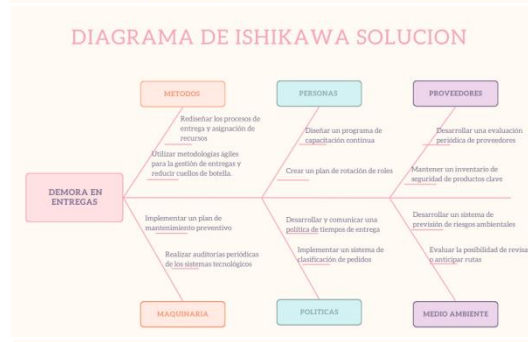 DIAGRAMA DE ISHIKAWA SOLUCION
METODOS
PERSONAS
PROVEEDORES
Rediseñar los procesos de
entrega y asignación de
recursos
Utilizar metodologías ágiles
para la gestión de entregas y
reducir cuellos de botella.
Diseñar un programa de
capacitación continua
Crear un plan de rotación de roles
Desarrollar una evaluación
periódica de proveedores
Mantener un inventario de
seguridad de productos clave
DEMORA EN
ENTREGAS
Implementar un plan de
mantenimiento preventivo
Realizar auditorías periódicas
de los sistemas tecnológicos
Desarrollar y comunicar una
política de tiempos de entrega
Implementar un sistema de
clasificación de pedidos
Desarrollar un sistema de
previsión de riesgos ambientales
Evaluar la posibilidad de revisa
o anticipar rutas
MAQUINARIA
POLITICAS
MEDIO AMBIENTE